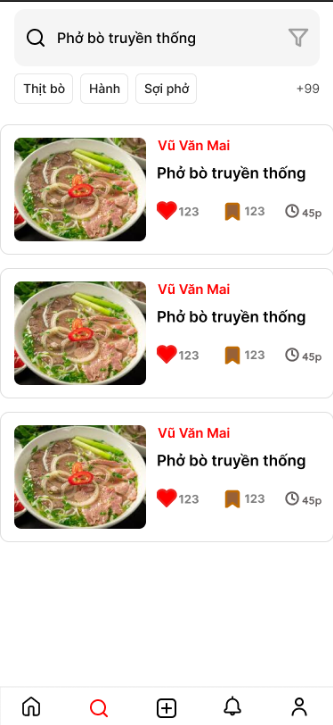 Phở bò truyền thống
Thịt bò Hành Sợi phở +99
Vũ Văn Mai
Phở bò truyền thống
123 123 45p
Vũ Văn Mai
Phở bò truyền thống
123 123 45p
Vũ Văn Mai
Phở bò truyền thống
123 123 45p